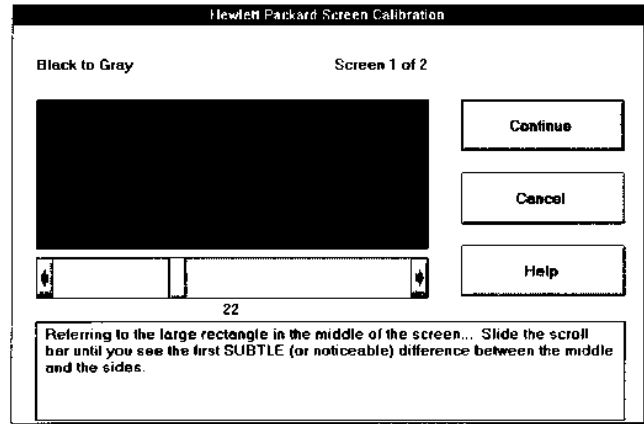 Hewlett Packard Screen Calibration
Black to Gray Screen 1 of 2
Continue
Cancel
Help
22
Referring to the large rectangle in the middle of the screen... Slide the scroll
bar until you see the first SUBTLE (or noticeable) difference between the middle
and the sides.